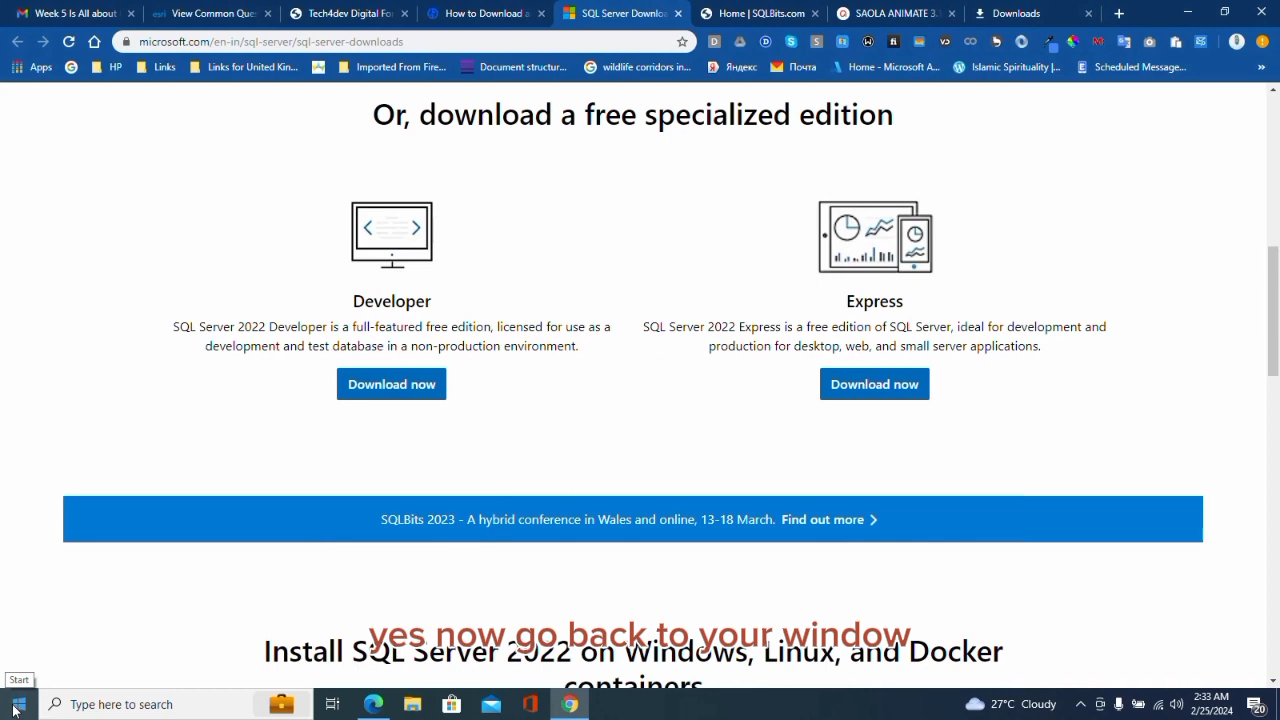 Week 5 Is all about
View Common Que
Tech4dev Digital Fo
How to Download a
SQL Server Downlo
Home | SQLBits.com
SAOLA ANIMATE 3.
Downloads
microsoft.com/en-in/sql-server/sql-server-downloads
Apps
HP
Links
Links for United Kin...
Imported From Fire...
Document structur...
wildlife corridors in...
Яндекс
Почта
Home - Microsoft A...
Islamic Spirituality |...
Scheduled Message...
Or, download a free specialized edition
Developer
SQL Server 2022 Developer is a full-featured free edition, licensed for use as a
development and test database in a non-production environment.
Download now
Express
SQL Server 2022 Express is a free edition of SQL Server, ideal for development and
production for desktop, web, and small server applications.
Download now
SQLBits 2023 - A hybrid conference in Wales and online, 13-18 March. Find out more
yes now go back to your window
Install SQL Server 2022 on Windows, Linux, and Docker
containers
Start
Type here to search
27°C Cloudy
2:33 AM
2/25/2024
20